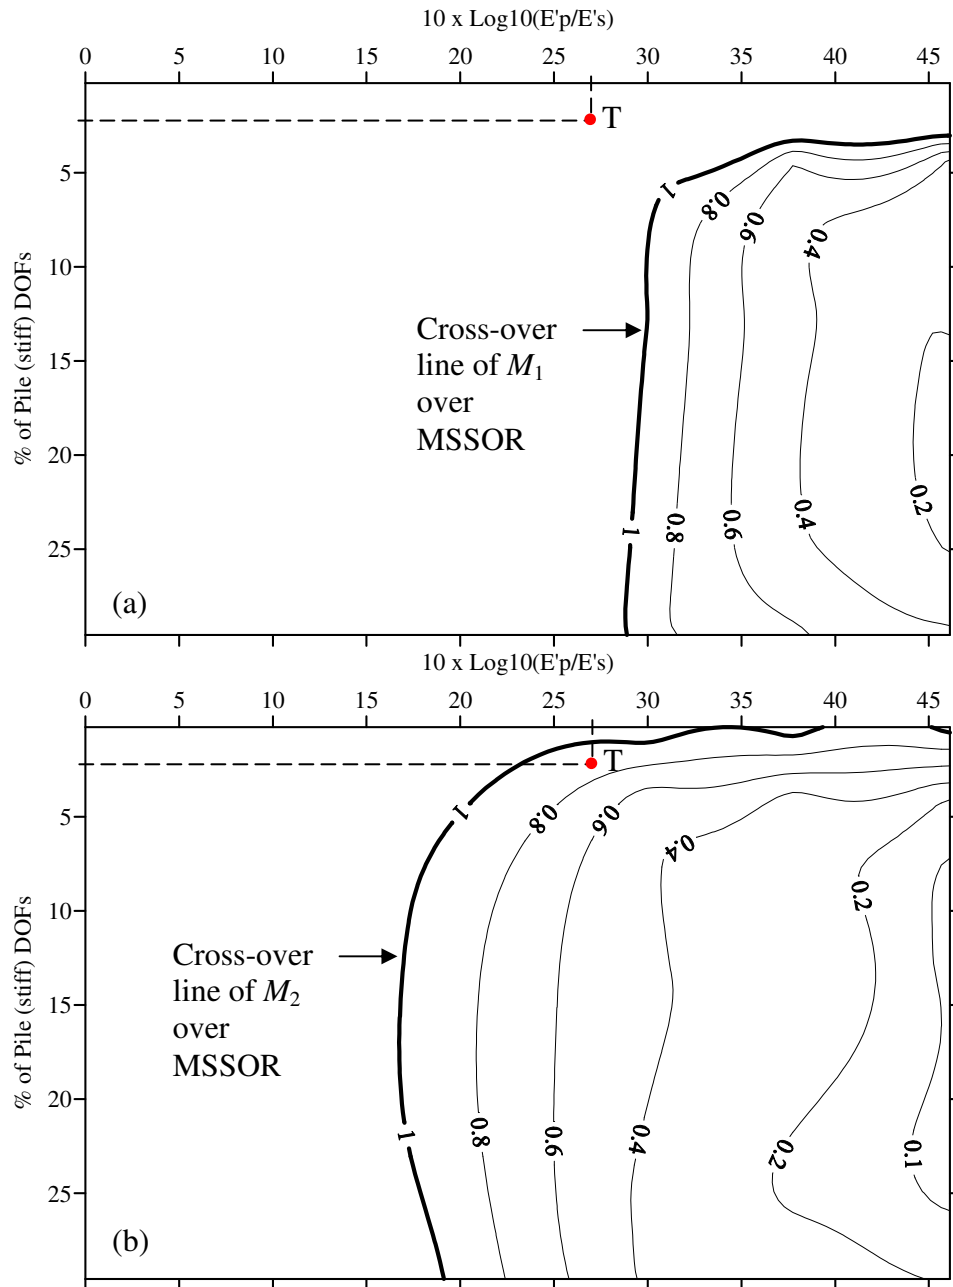 10 x Log10(E'p/E's)
0 5 10 15 20 25 30 35 40 45
T
5
10
15
20
25
% of Pile (stiff) DOFs
1
0.8
0.6
0.4
Cross-over
line of M1
over
MSSOR
1
0.8
0.6
0.4
0.2
(a)
10 x Log10(E'p/E's)
0 5 10 15 20 25 30 35 40 45
T
5
10
15
20
25
% of Pile (stiff) DOFs
1
0.8
0.6
0.4
0.2
Cross-over
line of M2
over
MSSOR
1
0.8
0.6
0.4
0.2
0.1
(b)